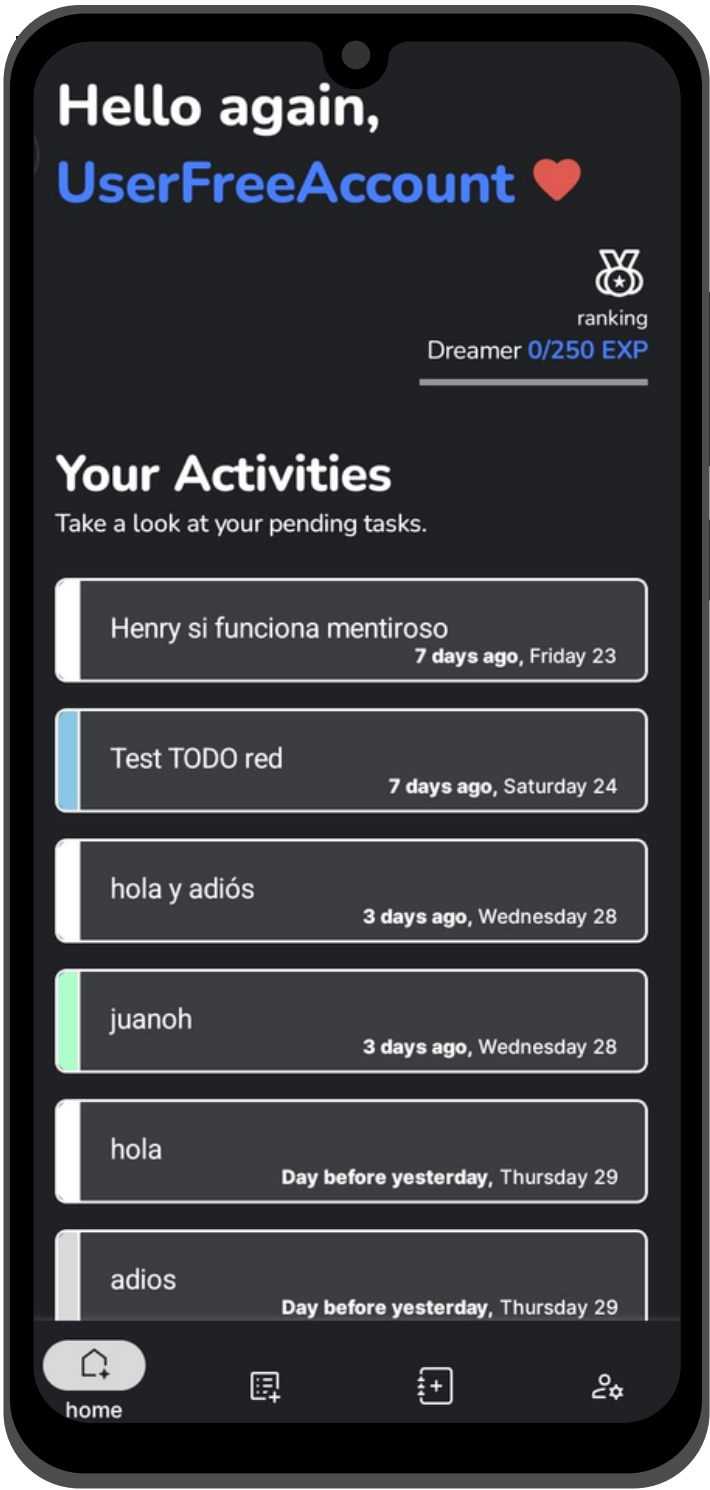 Hello again,
UserFreeAccount
ranking
Dreamer 0/250 EXP
Your Activities
Take a look at your pending tasks.
Henry si funciona mentiroso
7 days ago, Friday 23
Test TODO red
7 days ago, Saturday 24
hola y adiós
3 days ago, Wednesday 28
juanoh
3 days ago, Wednesday 28
hola
Day before yesterday, Thursday 29
adios
Day before yesterday, Thursday 29
home